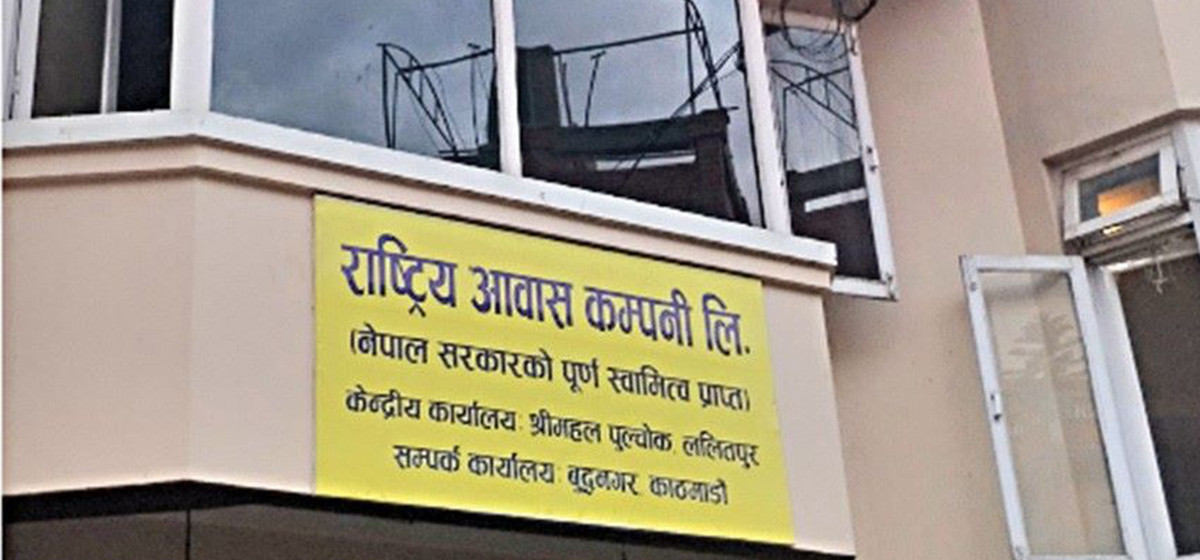 राष्ट्रिय आवास कम्पनी लि.
(नेपाल सरकारको पूर्ण स्वामित्व प्राप्त)
केन्द्रीय कार्यालय: श्रीमहल पुल्चोक, ललितपुर
सम्पर्क कार्यालय: बुद्धनगर, काठमाडौं